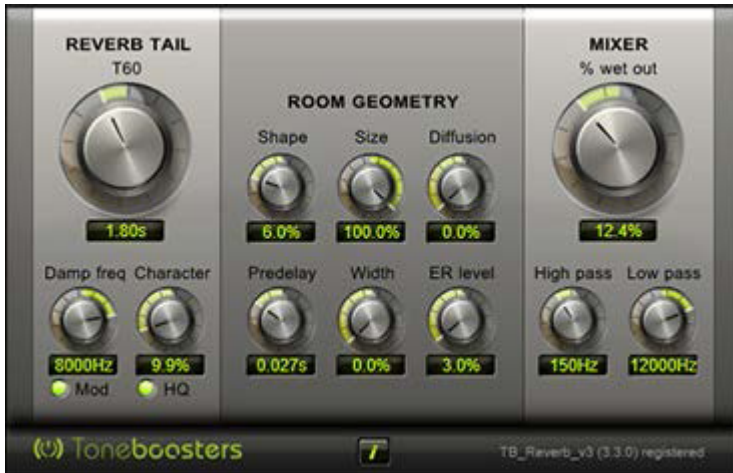 REVERB TAIL
T60
1.80s
Damp freq Character
8000Hz 9.9%
Mod HQ
ROOM GEOMETRY
Shape Size Diffusion
6.0% 100.0% 0.0%
Predelay Width ER level
0.027s 0.0% 3.0%
MIXER
% wet out
12.4%
High pass Low pass
150Hz 12000Hz
Toneboosters
i
TB_Reverb_v3 (3.3.0) registered